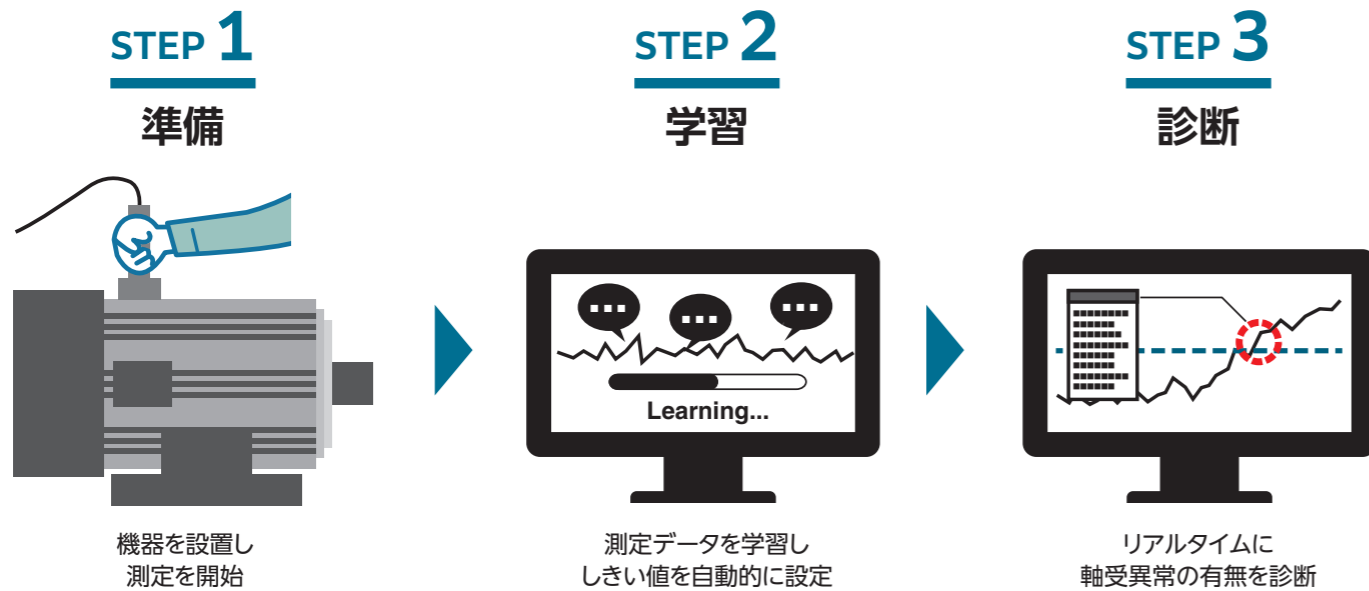 STEP 1
準備
機器を設置し
測定を開始
STEP 2
学習
Learning...
測定データを学習し
しきい値を自動的に設定
STEP 3
診断
リアルタイムに
軸受異常の有無を診断